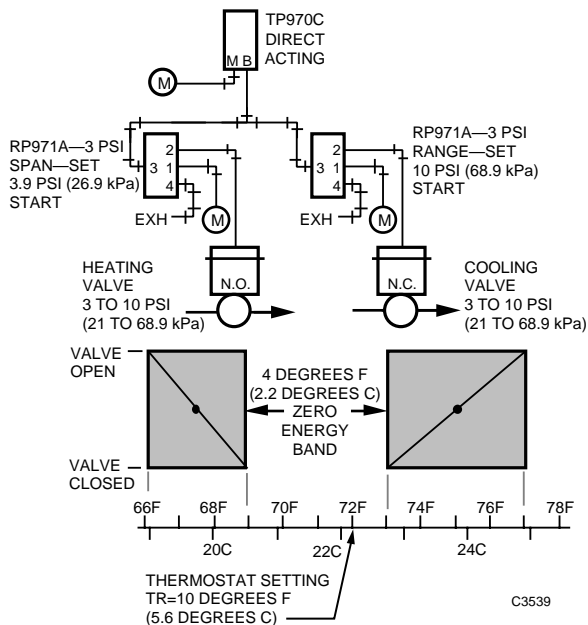 TP970C
DIRECT
ACTING
M B
M
RP971A—3 PSI
SPAN—SET
3.9 PSI (26.9 kPa)
START
3
2
1
4
EXH
M
3
2
1
4
EXH
M
RP971A—3 PSI
RANGE—SET
10 PSI (68.9 kPa)
START
HEATING
VALVE
3 TO 10 PSI
(21 TO 68.9 kPa)
N.O.
N.C.
COOLING
VALVE
3 TO 10 PSI
(21 TO 68.9 kPa)
VALVE
OPEN
4 DEGREES F
(2.2 DEGREES C)
ZERO
ENERGY
BAND
VALVE
CLOSED
66F 68F 70F 72F 74F 76F 78F
20C 22C 24C
THERMOSTAT SETTING
TR=10 DEGREES F
(5.6 DEGREES C)
C3539